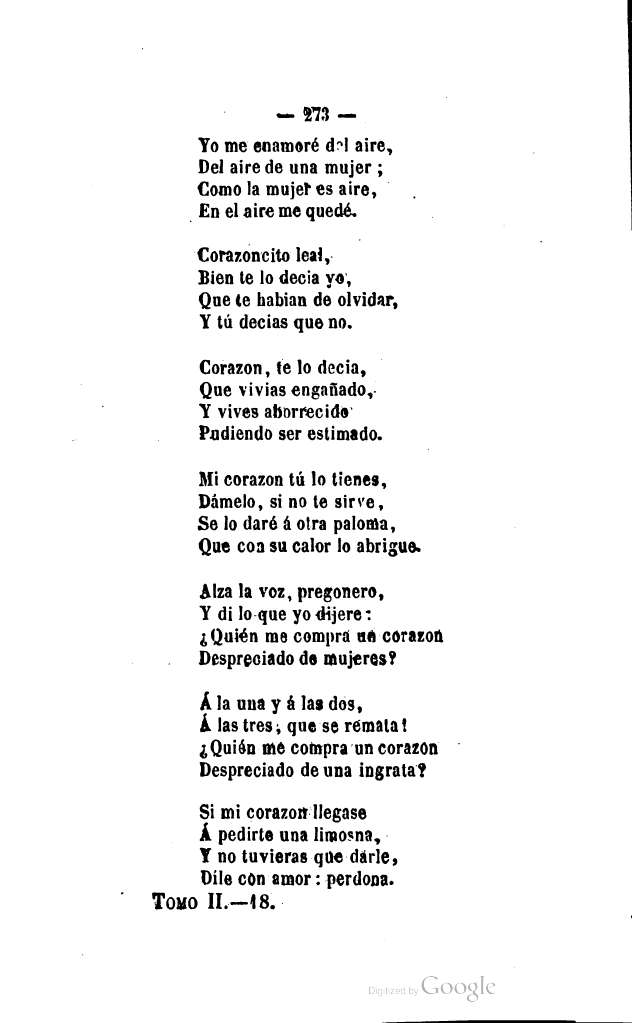 — 273 —
Yo me enamoré del aire,
Del aire de una mujer ;
Como la mujer es aire,
En el aire me quedé.
Corazoncito leal,
Bien te lo decia yo,
Que te habian de olvidar,
Y tú decias que no.
Corazon, te lo decia,
Que vivias engañado,
Y vives aborrecido
Pudiendo ser estimado.
Mi corazon tú lo tienes,
Dámelo, si no te sirve,
Se lo daré á otra paloma,
Que con su calor lo abrigue.
Alza la voz, pregonero,
Y di lo que yo dijere:
¿Quién me compra un corazon
Despreciado de mujeres?
Á la una y á las dos,
Á las tres, que se remata!
¿Quién me compra un corazon
Despreciado de una ingrata?
Si mi corazon llegase
Á pedirte una limosna,
Y no tuvieras que darle,
Dile con amor: perdona.
Tomo II.—18.
Digitized by Google